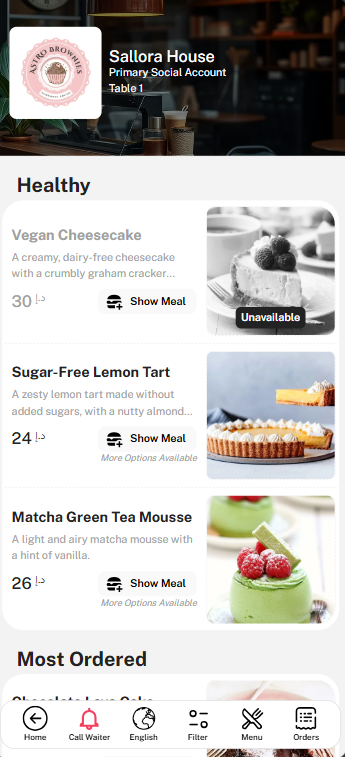 ASTRO BROWNIES
Sallora House
Primary Social Account
Table 1
Healthy
Vegan Cheesecake
A creamy, dairy-free cheesecake
with a crumbly graham cracker...
30 د.إ
Show Meal
Unavailable
Sugar-Free Lemon Tart
A zesty lemon tart made without
added sugars, with a nutty almond...
24 د.إ
Show Meal
More Options Available
Matcha Green Tea Mousse
A light and airy matcha mousse with
a hint of vanilla.
26 د.إ
Show Meal
More Options Available
Most Ordered
Chocolate Lava Cake
Home
Call Waiter
English
Filter
Menu
Orders